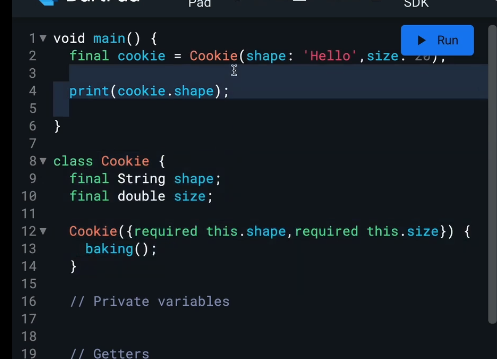 Pad
SDK
Run
1 void main() {
2 final cookie = Cookie(shape: 'Hello',size: 20);
3
4 print(cookie.shape);
5
6 }
7
8 class Cookie {
9 final String shape;
10 final double size;
11
12 Cookie({required this.shape,required this.size}) {
13 baking();
14 }
15
16 // Private variables
17
18
19 // Getters